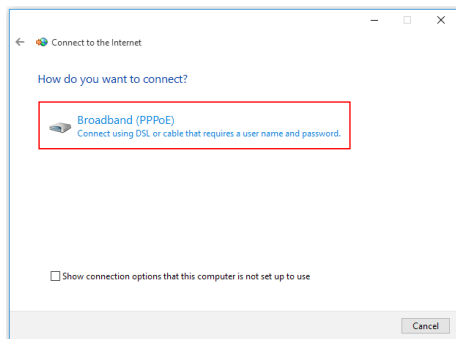 Connect to the Internet
How do you want to connect?
Broadband (PPPoE)
Connect using DSL or cable that requires a user name and password.
Show connection options that this computer is not set up to use
Cancel